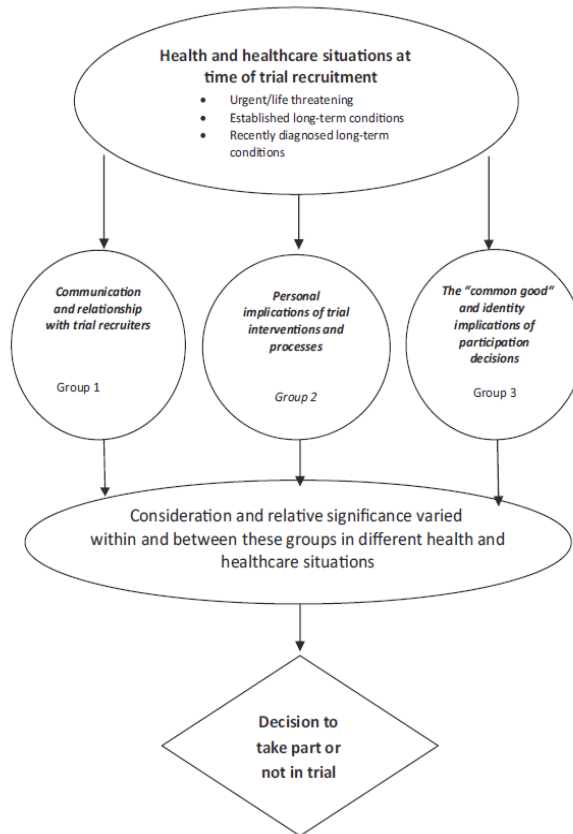 Health and healthcare situations at
time of trial recruitment
• Urgent/life threatening
• Established long-term conditions
• Recently diagnosed long-term
conditions
Communication
and relationship
with trial recruiters
Group 1
Personal
implications of trial
interventions and
processes
Group 2
The “common good“
and identity
implications of
participation
decisions
Group 3
Consideration and relative significance varied
within and between these groups in different health and
healthcare situations
Decision to
take part or
not in trial